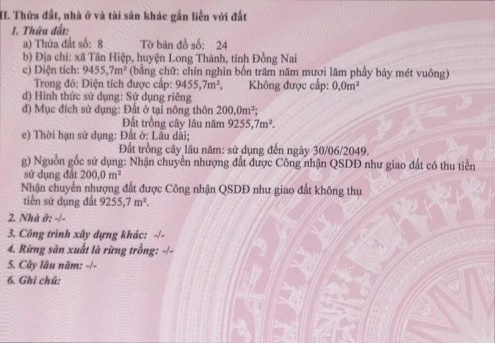 II. Thửa đất, nhà ở và tài sản khác gắn liền với đất
1. Thửa đất:
a) Thửa đất số: 8 Tờ bản đồ số: 24
b) Địa chỉ: xã Tân Hiệp, huyện Long Thành, tỉnh Đồng Nai
c) Diện tích: 9455,7m² (bằng chữ: chín nghìn bốn trăm năm mươi lăm phẩy bảy mét vuông)
Trong đó: Diện tích được cấp: 9455,7m², Không được cấp: 0,0m²
d) Hình thức sử dụng: Sử dụng riêng
đ) Mục đích sử dụng: Đất ở tại nông thôn 200,0m²;
Đất trồng cây lâu năm 9255,7m².
e) Thời hạn sử dụng: Đất ở: Lâu dài;
Đất trồng cây lâu năm: sử dụng đến ngày 30/06/2049.
g) Nguồn gốc sử dụng: Nhận chuyển nhượng đất được Công nhận QSDĐ như giao đất có thu tiền
sử dụng đất 200,0 m²
Nhận chuyển nhượng đất được Công nhận QSDĐ như giao đất không thu
tiền sử dụng đất 9255,7 m².
2. Nhà ở: -/-
3. Công trình xây dựng khác: -/-
4. Rừng sản xuất là rừng trồng: -/-
5. Cây lâu năm: -/-
6. Ghi chú: